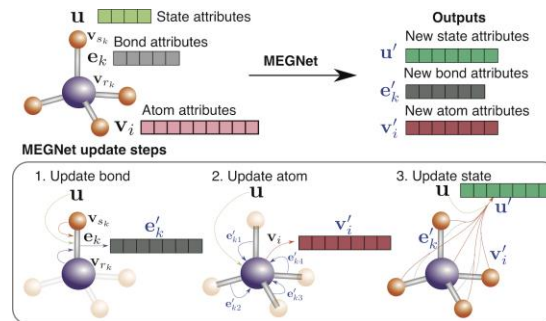 u State attributes
v_{s_k} Bond attributes
e_k
v_{r_k}
Atom attributes
v_i
MEGNet
Outputs
New state attributes
u′
New bond attributes
e′_k
New atom attributes
v′_i
MEGNet update steps
1. Update bond
u
v_{s_k}
e_k
v_{r_k}
e′_k
2. Update atom
u
v_i
v′_i
e′_{k1}
e′_{k4}
e′_{k2}
e′_{k3}
3. Update state
u
u′
e′_k
v′_i